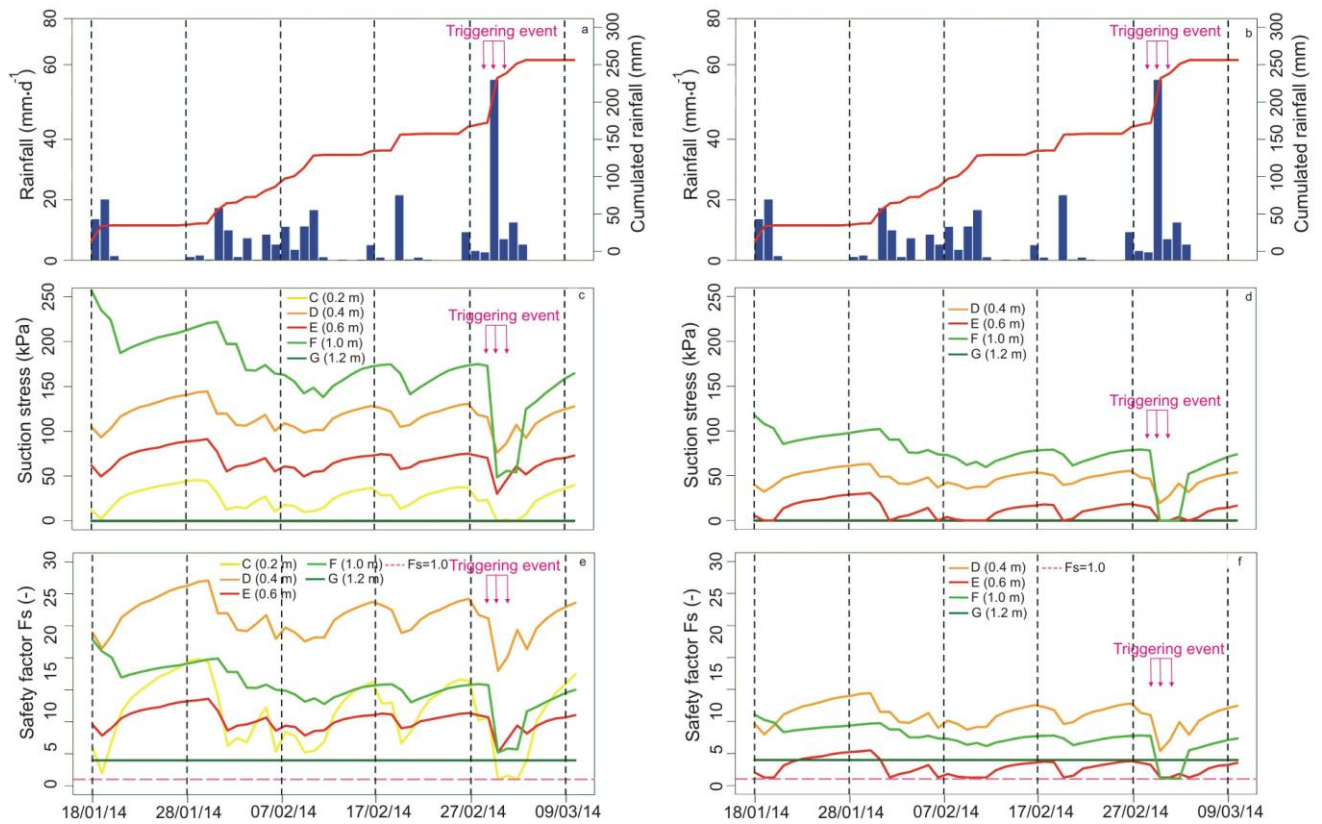 Triggering event
a
Rainfall (mm·d⁻¹)
80
60
40
20
0
300
250
200
150
100
50
0
Cumulated rainfall (mm)
Triggering event
b
Rainfall (mm·d⁻¹)
80
60
40
20
0
300
250
200
150
100
50
0
Cumulated rainfall (mm)
c
C (0.2 m)
D (0.4 m)
E (0.6 m)
F (1.0 m)
G (1.2 m)
Triggering event
Suction stress (kPa)
250
200
150
100
50
0
d
D (0.4 m)
E (0.6 m)
F (1.0 m)
G (1.2 m)
Triggering event
Suction stress (kPa)
250
200
150
100
50
0
e
C (0.2 m) F (1.0 m) Fs=1.0
D (0.4 m) G (1.2 m)
E (0.6 m)
Triggering event
Safety factor Fs (-)
30
25
20
15
10
5
0
18/01/14 28/01/14 07/02/14 17/02/14 27/02/14 09/03/14
f
D (0.4 m) Fs=1.0
E (0.6 m)
F (1.0 m)
G (1.2 m)
Triggering event
Safety factor Fs (-)
30
25
20
15
10
5
0
18/01/14 28/01/14 07/02/14 17/02/14 27/02/14 09/03/14